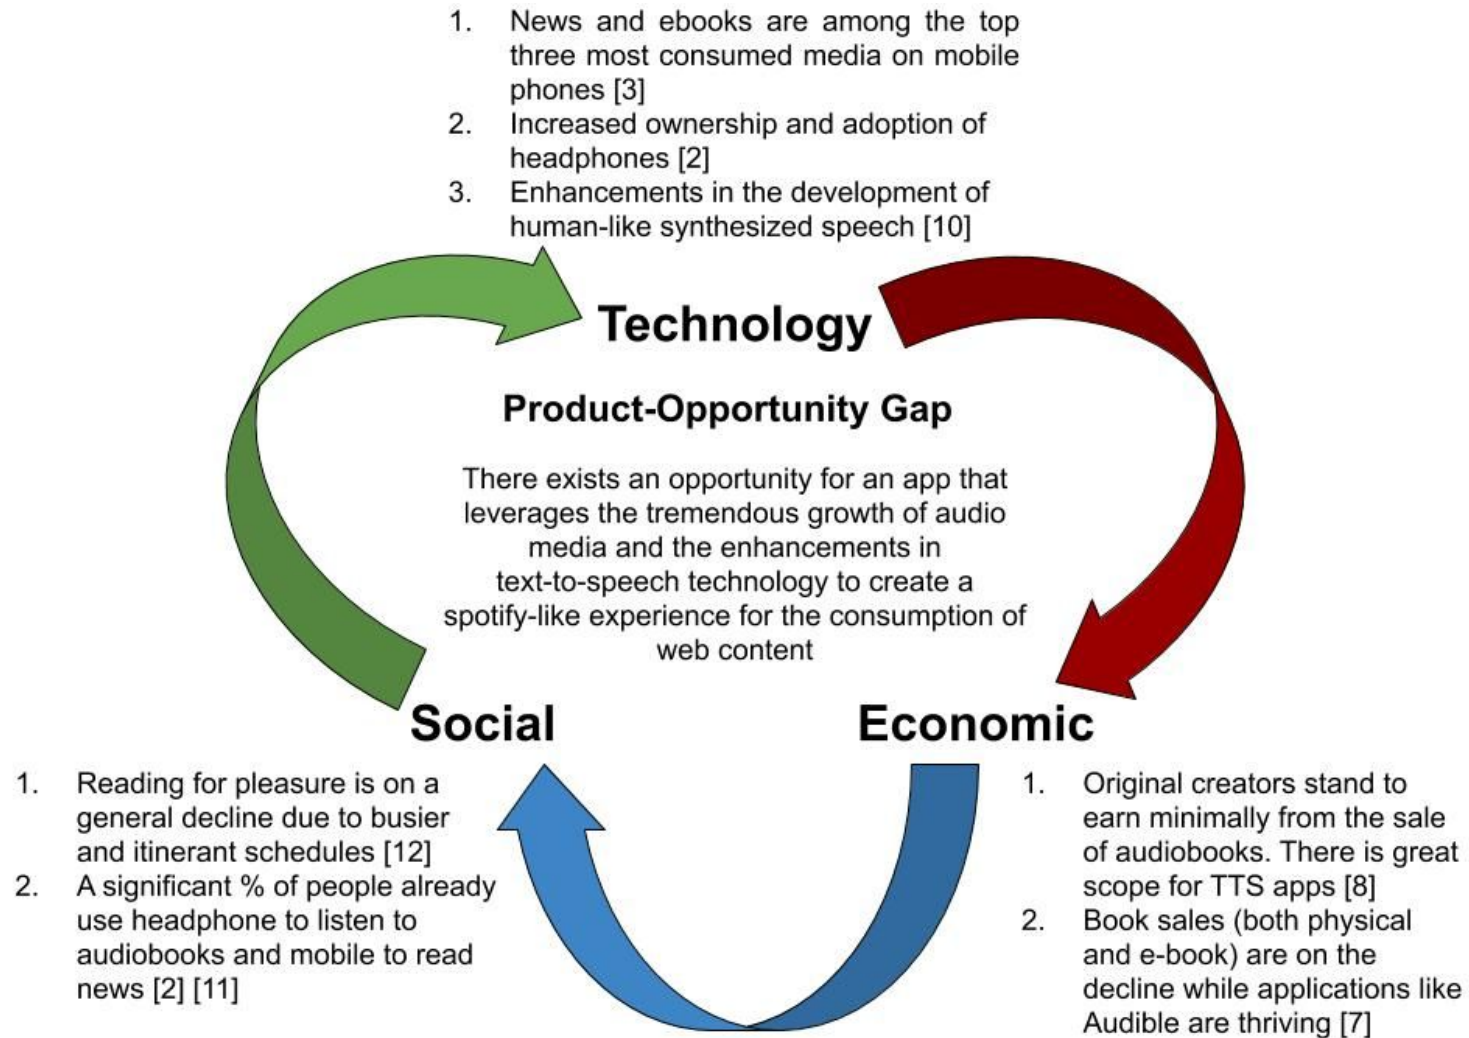 1. News and ebooks are among the top
three most consumed media on mobile
phones [3]
2. Increased ownership and adoption of
headphones [2]
3. Enhancements in the development of
human-like synthesized speech [10]
Technology
Product-Opportunity Gap
There exists an opportunity for an app that
leverages the tremendous growth of audio
media and the enhancements in
text-to-speech technology to create a
spotify-like experience for the consumption of
web content
Social
1. Reading for pleasure is on a
general decline due to busier
and itinerant schedules [12]
2. A significant % of people already
use headphone to listen to
audiobooks and mobile to read
news [2] [11]
Economic
1. Original creators stand to
earn minimally from the sale
of audiobooks. There is great
scope for TTS apps [8]
2. Book sales (both physical
and e-book) are on the
decline while applications like
Audible are thriving [7]